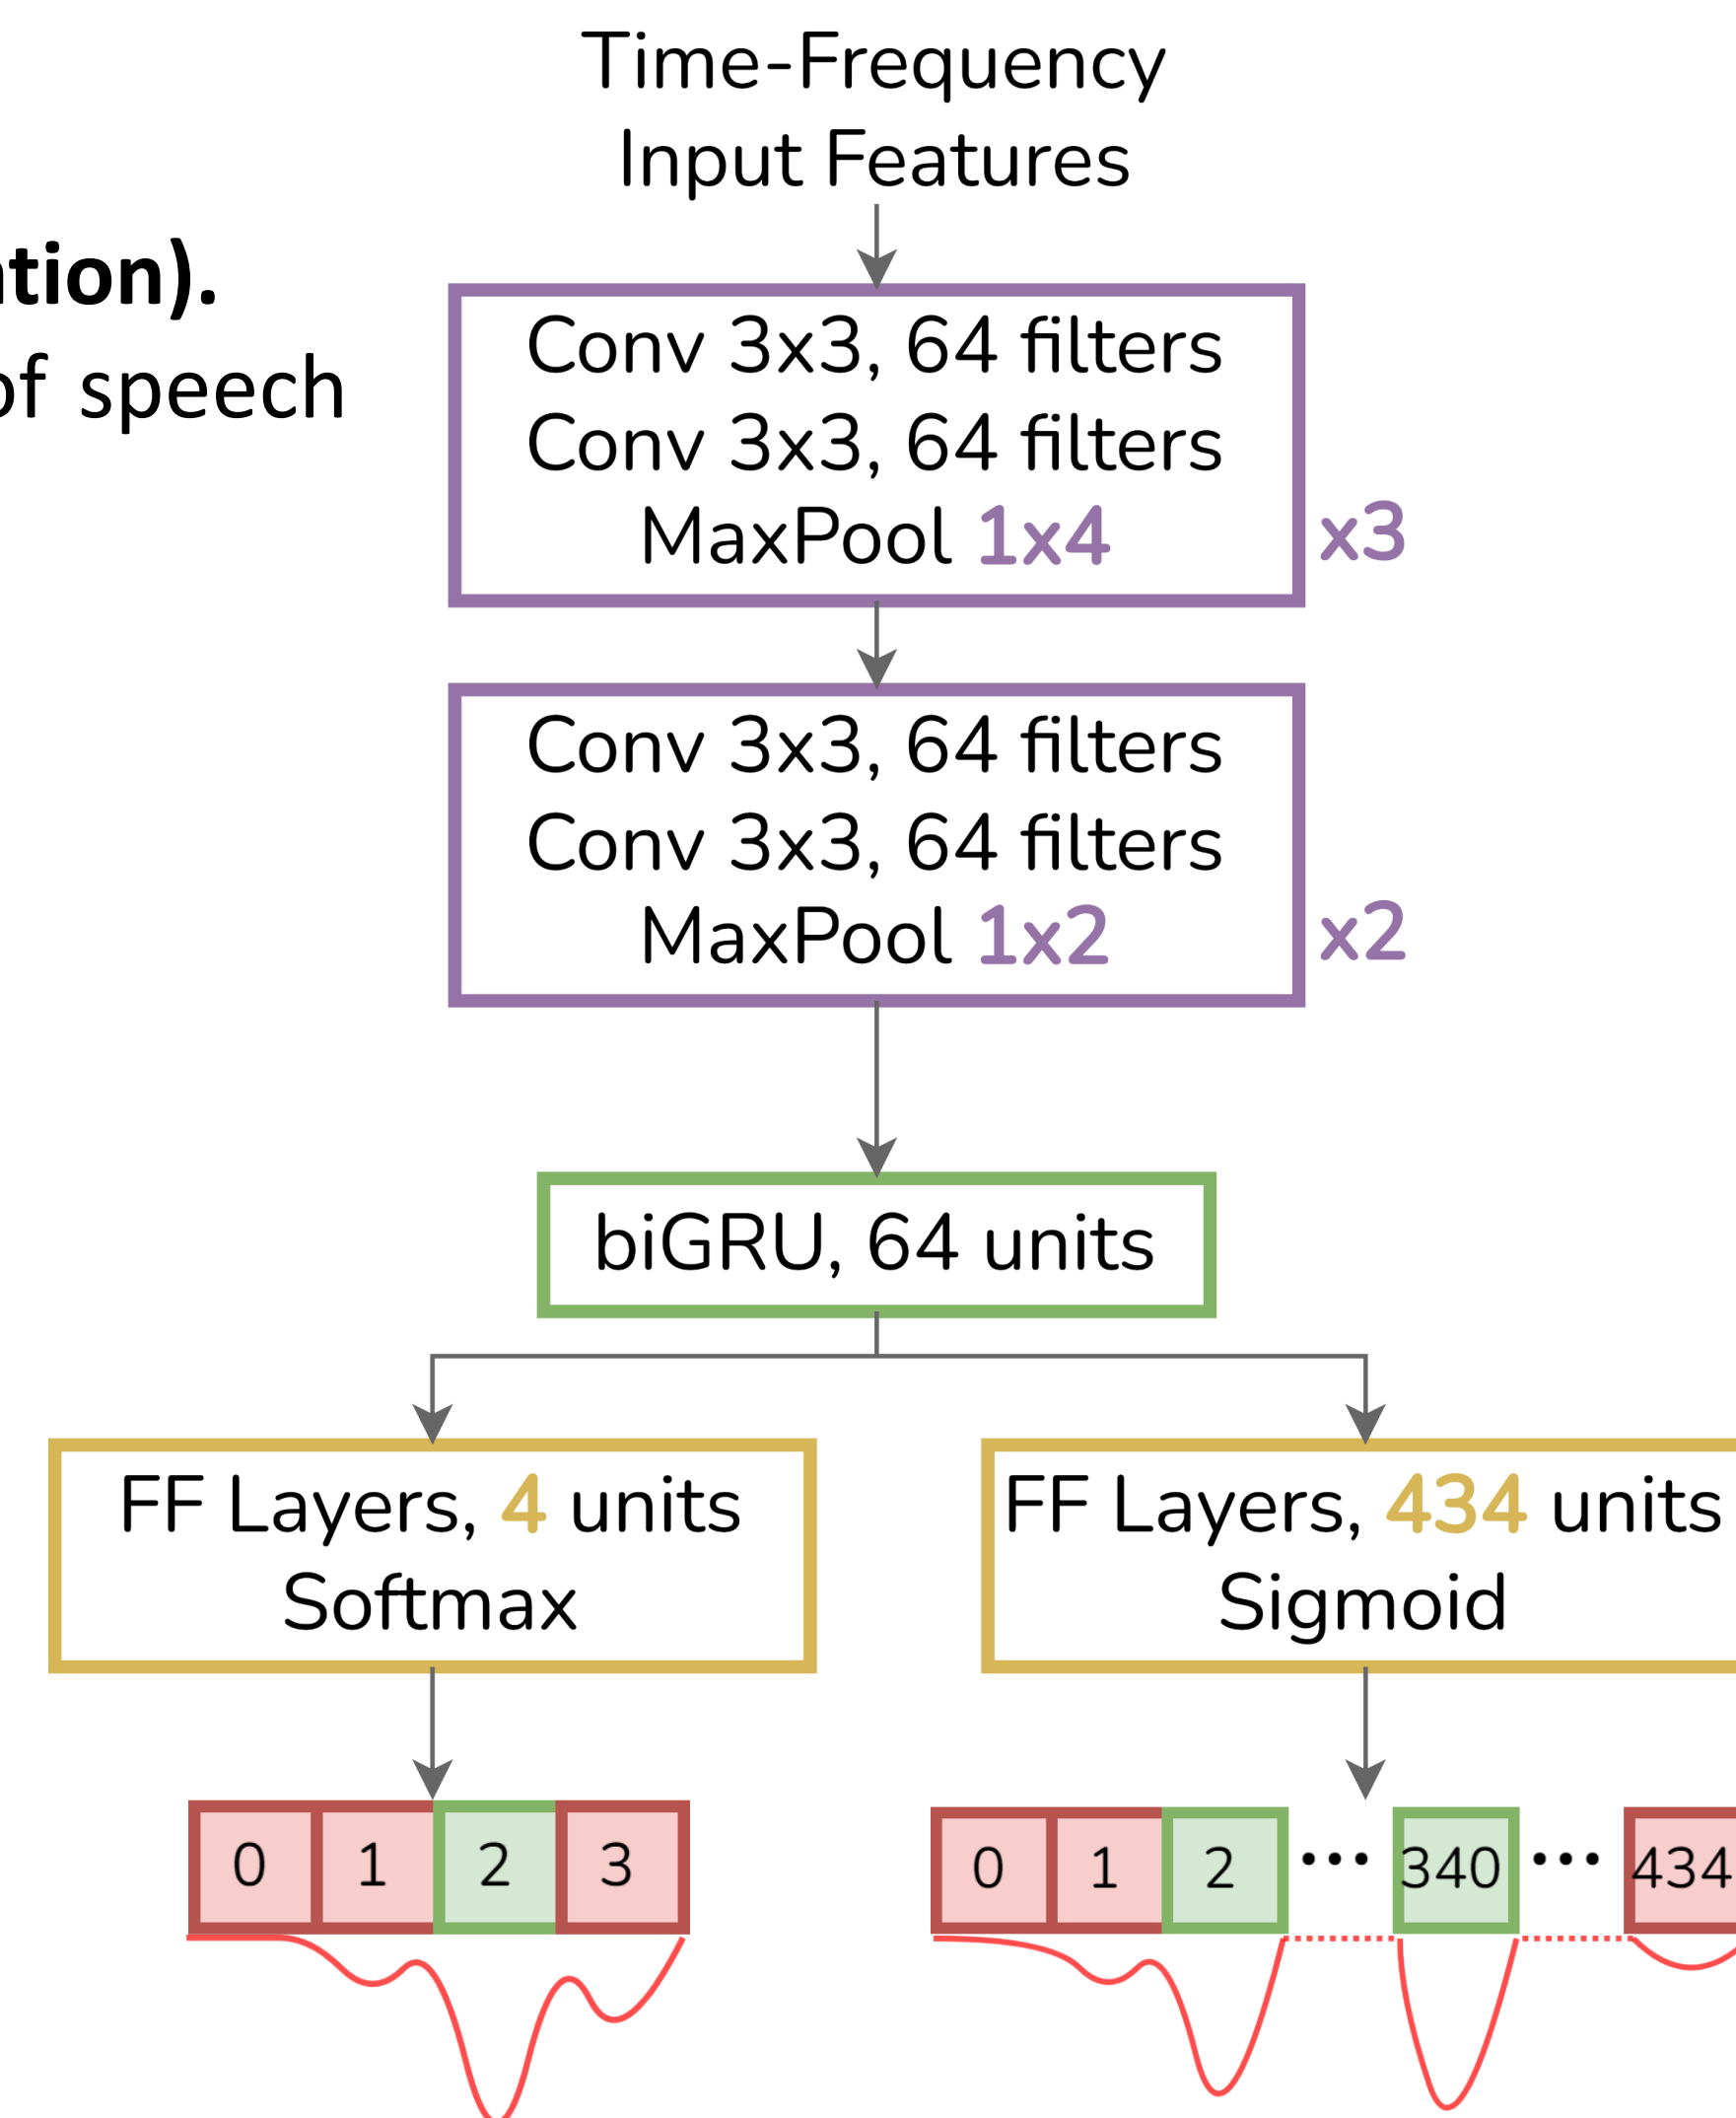 Time-Frequency
Input Features
tion).
of speech
Conv 3x3, 64 filters
Conv 3x3, 64 filters
MaxPool 1x4
x3
Conv 3x3, 64 filters
Conv 3x3, 64 filters
MaxPool 1x2
x2
biGRU, 64 units
FF Layers, 4 units
Softmax
FF Layers, 434 units
Sigmoid
0 1 2 3
0 1 2 ... 340 ... 434